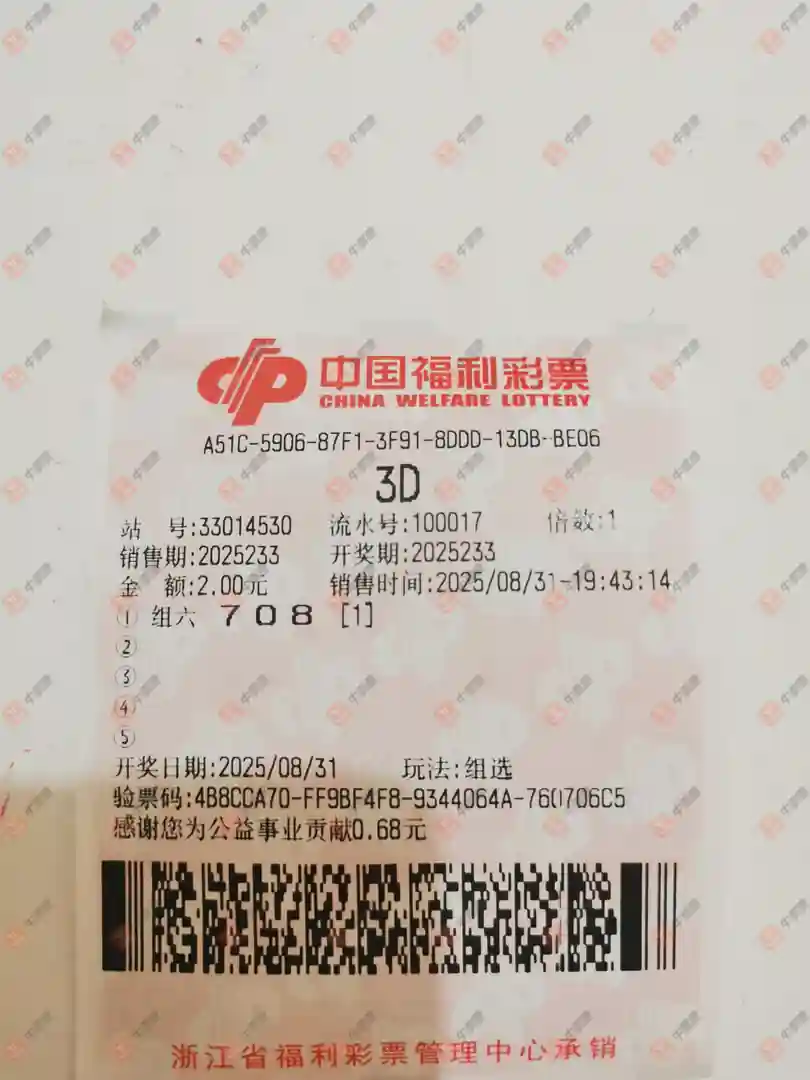 中国福利彩票
CHINA WELFARE LOTTERY
A51C-5906-87F1-3F91-8DDD-13DB-BE06
3D
站 号:33014530 流水号:100017 倍数:1
销售期:2025233 开奖期:2025233
金 额:2.00元 销售时间:2025/08/31-19:43:14
① 组六 7 0 8 [1]
②
③
④
⑤
开奖日期:2025/08/31 玩法:组选
验票码:4B8CCA70-FF9BF4F8-9344064A-760706C5
感谢您为公益事业贡献0.68元
浙江省福利彩票管理中心承销